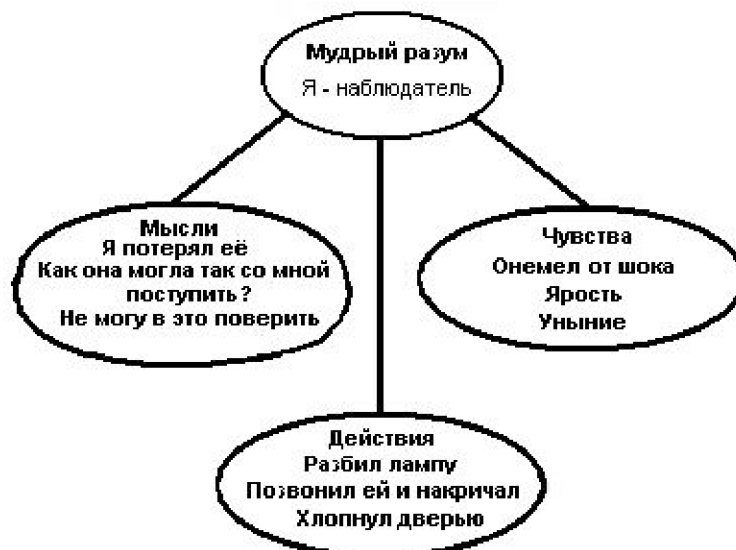 Мудрый разум
Я - наблюдатель
Мысли
Я потерял её
Как она могла так со мной
поступить?
Не могу в это поверить
Чувства
Онемел от шока
Ярость
Уныние
Действия
Разбил лампу
Позвонил ей и накричал
Хлопнул дверью